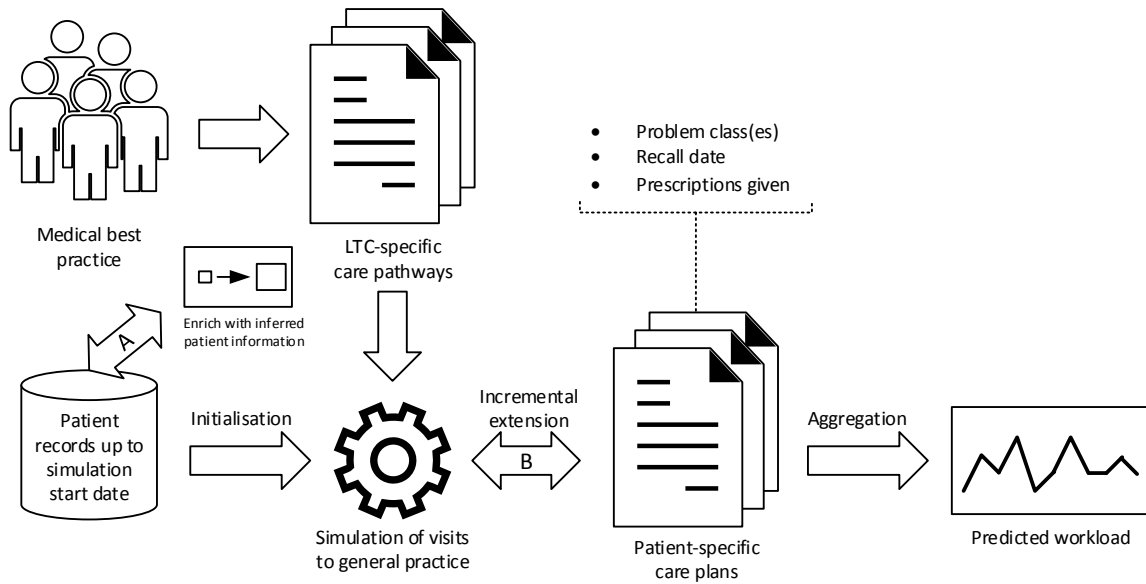 Problem class(es)
Recall date
Prescriptions given
Medical best
practice
LTC-specific
care pathways
Enrich with inferred
patient information
A
Patient
records up to
simulation
start date
Initialisation
Simulation of visits
to general practice
Incremental
extension
B
Patient-specific
care plans
Aggregation
Predicted workload